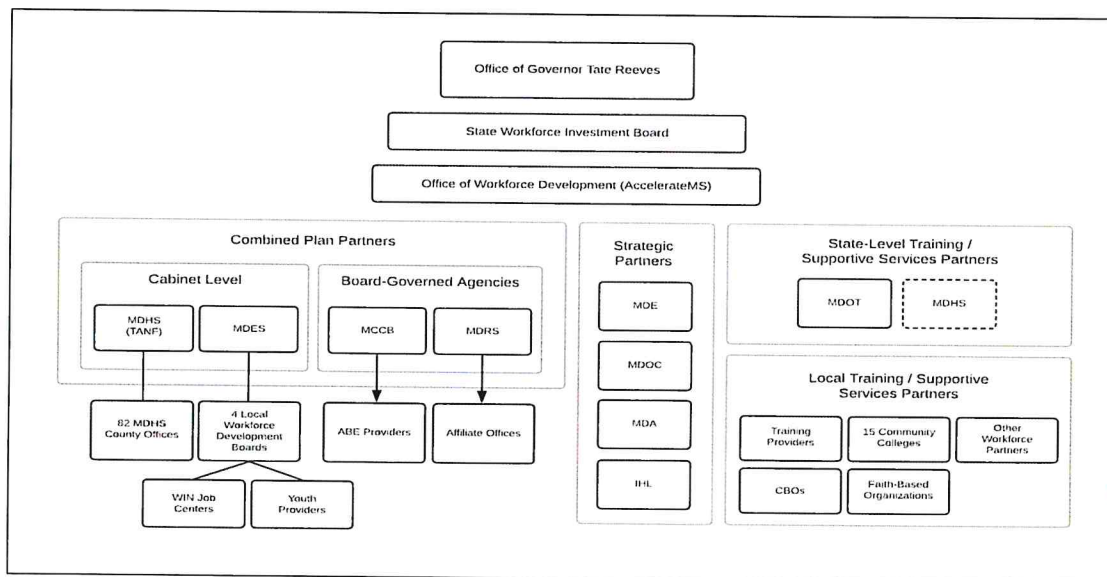 Office of Governor Tate Reeves
State Workforce Investment Board
Office of Workforce Development (AccelerateMS)
Combined Plan Partners
Cabinet Level
MDHS
(TANF)
MDES
Board-Governed Agencies
MCCB
MDRS
82 MDHS
County Offices
4 Local
Workforce
Development
Boards
ABE Providers
Affiliate Offices
WIN Job
Centers
Youth
Providers
Strategic
Partners
MDE
MDOC
MDA
IHL
State-Level Training /
Supportive Services Partners
MDOT
MDHS
Local Training / Supportive
Services Partners
Training
Providers
15 Community
Colleges
Other
Workforce
Partners
CBOs
Faith-Based
Organizations